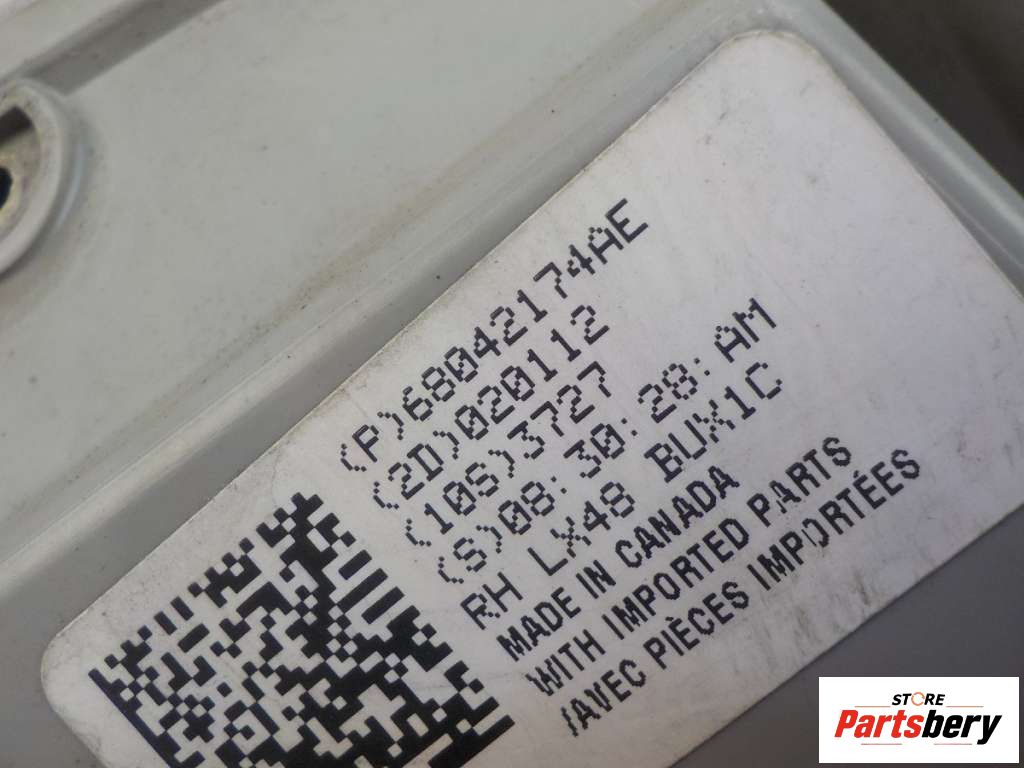 (P)68042174AE
(2D)020112
(10S)3727
(S)08:30:28:AM
RH LX48 BUX1C
MADE IN CANADA
WITH IMPORTED PARTS
/AVEC PIÈCES IMPORTÉES
STORE
Partsbery